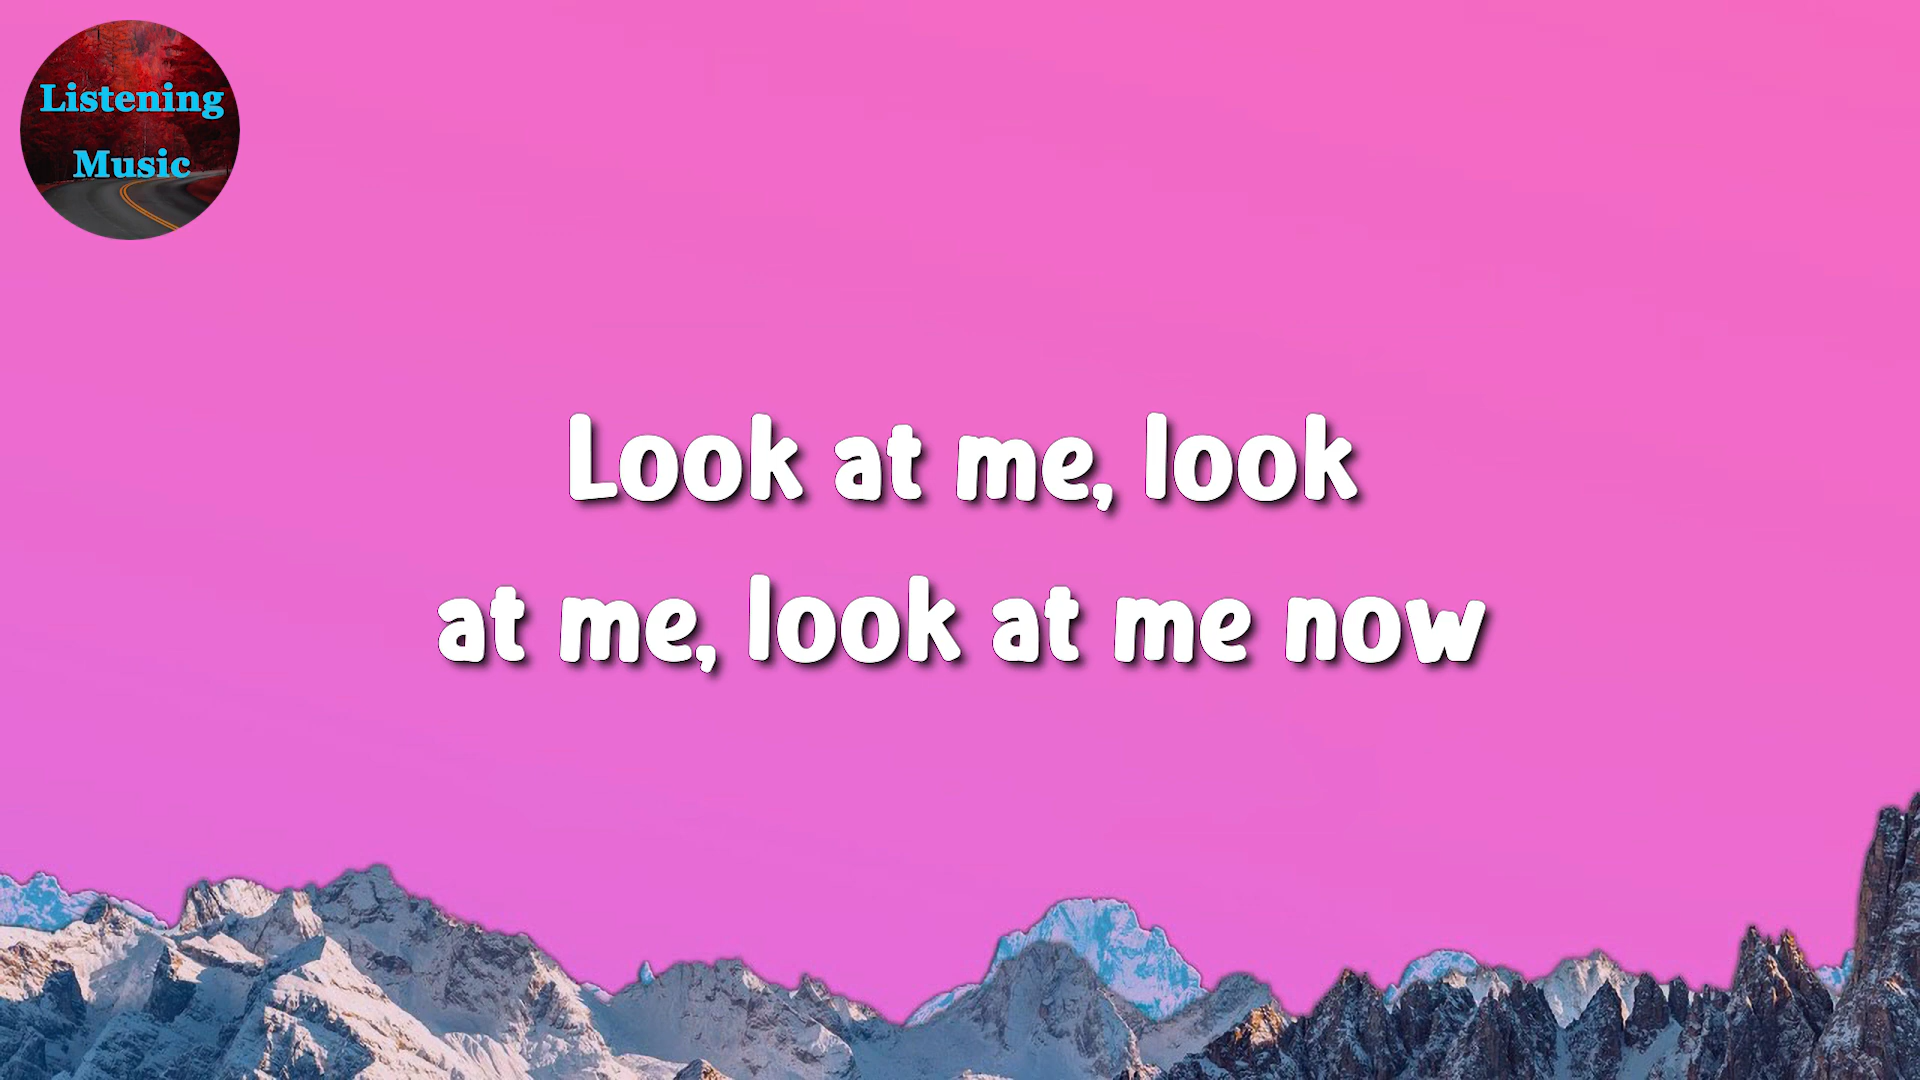 Listening
Music
Look at me, look
at me, look at me now